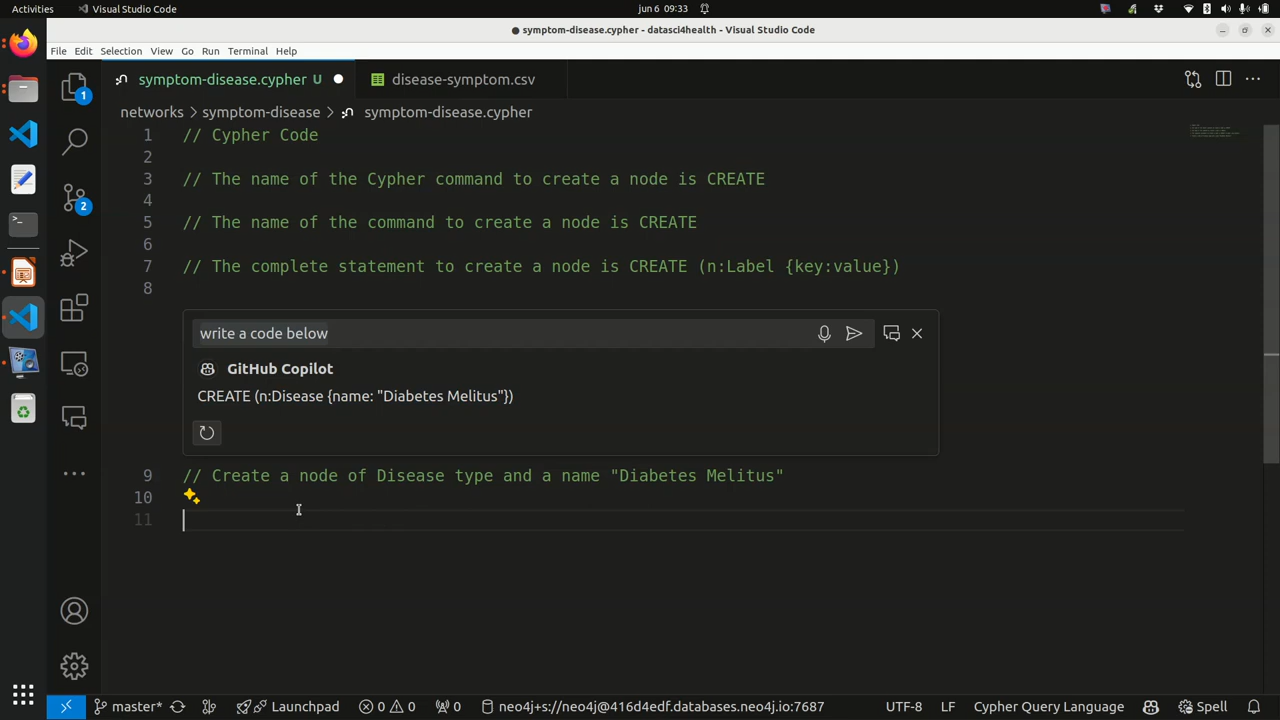 Activities
Visual Studio Code
jun 6 09:33
symptom-disease.cypher - datasci4health - Visual Studio Code
File Edit Selection View Go Run Terminal Help
symptom-disease.cypher U
disease-symptom.csv
networks > symptom-disease > symptom-disease.cypher
1 // Cypher Code
2
3 // The name of the Cypher command to create a node is CREATE
4
5 // The name of the command to create a node is CREATE
6
7 // The complete statement to create a node is CREATE (n:Label {key:value})
8
write a code below
GitHub Copilot
CREATE (n:Disease {name: "Diabetes Melitus"})
9 // Create a node of Disease type and a name "Diabetes Melitus"
10
11
1
2
master* Launchpad 0 0 0 neo4j+s://neo4j@416d4edf.databases.neo4j.io:7687 UTF-8 LF Cypher Query Language Spell